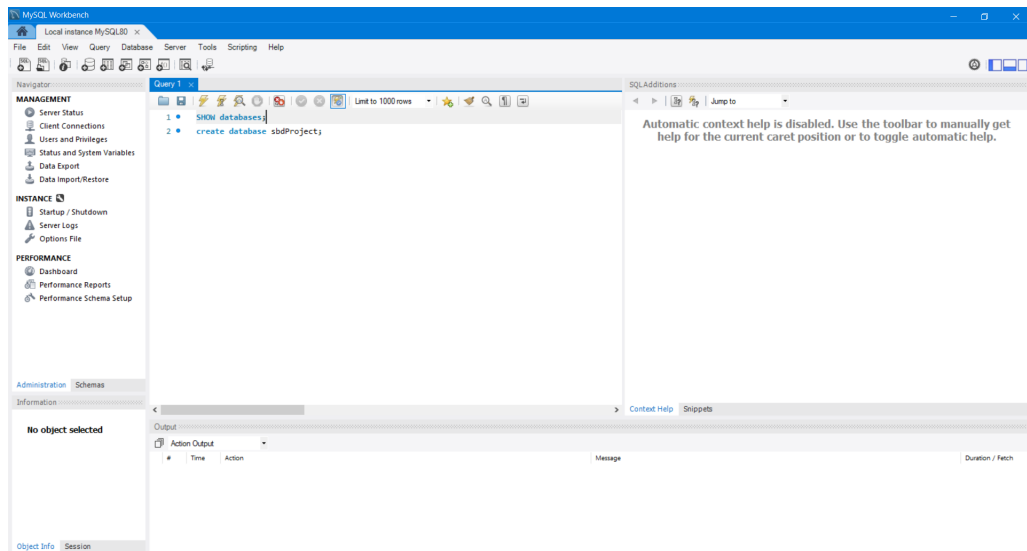 MySQL Workbench
Local instance MySQL80 ×
File Edit View Query Database Server Tools Scripting Help
Navigator
MANAGEMENT
Server Status
Client Connections
Users and Privileges
Status and System Variables
Data Export
Data Import/Restore
INSTANCE
Startup / Shutdown
Server Logs
Options File
PERFORMANCE
Dashboard
Performance Reports
Performance Schema Setup
Administration Schemas
Information
No object selected
Object Info Session
Query 1 ×
Limit to 1000 rows
1 SHOW databases;
2 create database sbdProject;
SQLAdditions
Jump to
Automatic context help is disabled. Use the toolbar to manually get
help for the current caret position or to toggle automatic help.
Context Help Snippets
Output
Action Output
# Time Action Message Duration / Fetch